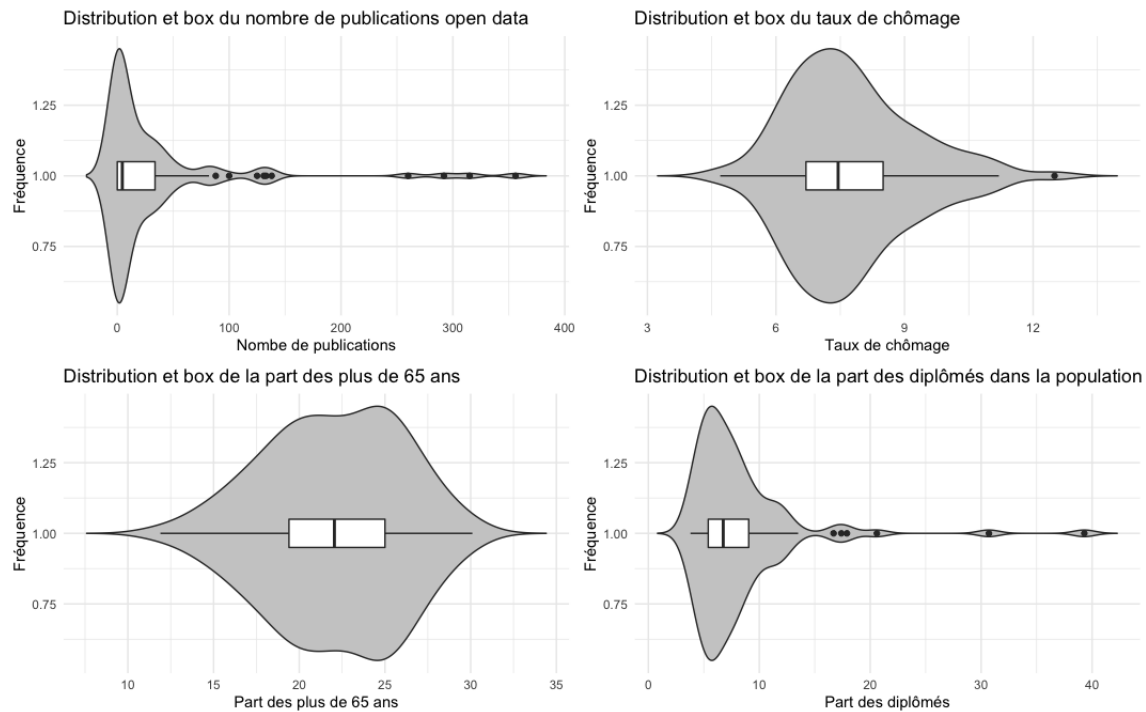 Distribution et box du nombre de publications open data
1.25
1.00
0.75
Fréquence
0
100
200
300
400
Nombe de publications
Distribution et box du taux de chômage
1.25
1.00
0.75
Fréquence
3
6
9
12
Taux de chômage
Distribution et box de la part des plus de 65 ans
1.25
1.00
0.75
Fréquence
10
15
20
25
30
35
Part des plus de 65 ans
Distribution et box de la part des diplômés dans la population
1.25
1.00
0.75
Fréquence
0
10
20
30
40
Part des diplômés